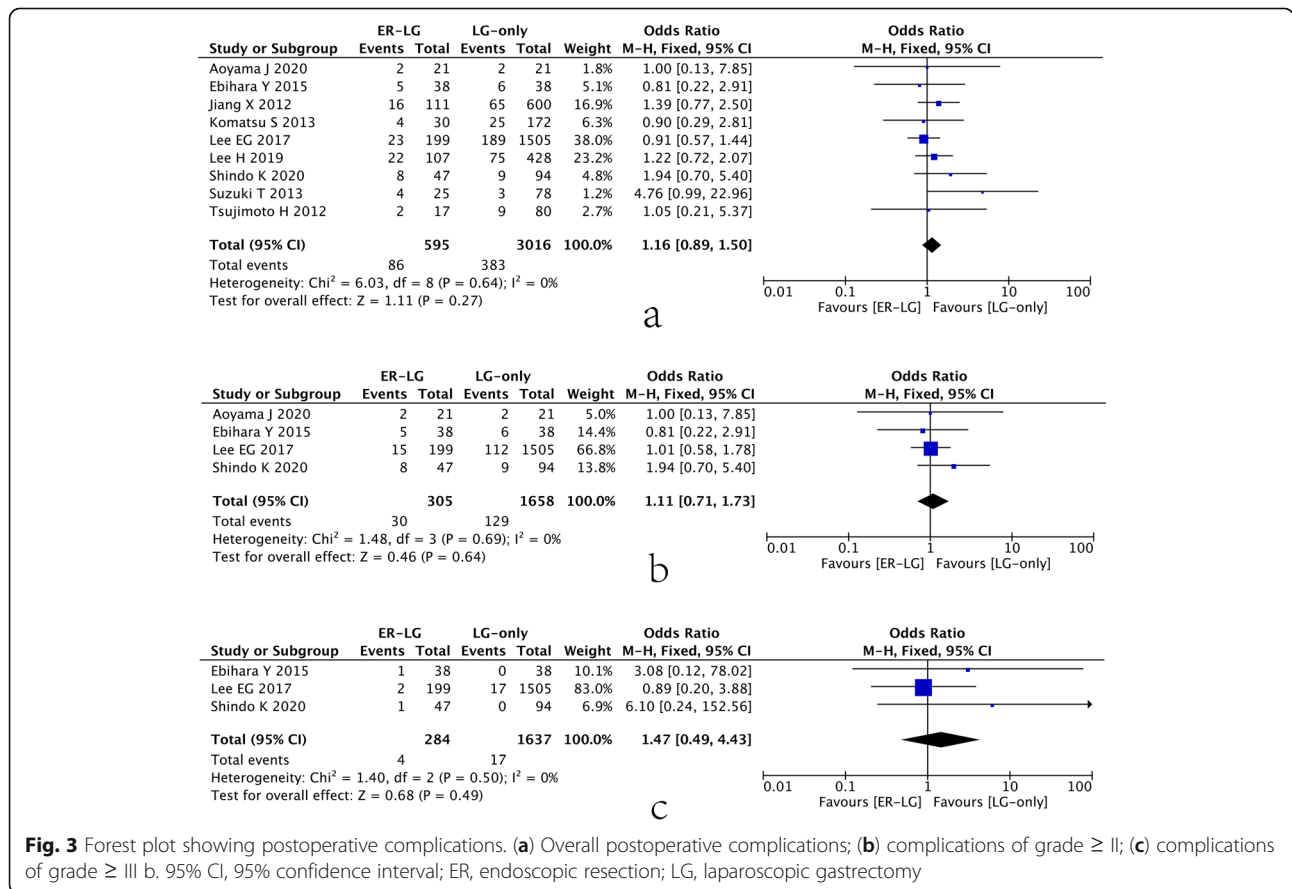 ER-LG LG-only Odds Ratio Odds Ratio
Study or Subgroup Events Total Events Total Weight M-H, Fixed, 95% CI M-H, Fixed, 95% CI
Aoyama J 2020 2 21 2 21 1.8% 1.00 [0.13, 7.85]
Ebihara Y 2015 5 38 6 38 5.1% 0.81 [0.22, 2.91]
Jiang X 2012 16 111 65 600 16.9% 1.39 [0.77, 2.50]
Komatsu S 2013 4 30 25 172 6.3% 0.90 [0.29, 2.81]
Lee EG 2017 23 199 189 1505 38.0% 0.91 [0.57, 1.44]
Lee H 2019 22 107 75 428 23.2% 1.22 [0.72, 2.07]
Shindo K 2020 8 47 9 94 4.8% 1.94 [0.70, 5.40]
Suzuki T 2013 4 25 3 78 1.2% 4.76 [0.99, 22.96]
Tsujimoto H 2012 2 17 9 80 2.7% 1.05 [0.21, 5.37]
Total (95% CI) 595 3016 100.0% 1.16 [0.89, 1.50]
Total events 86 383
Heterogeneity: Chi² = 6.03, df = 8 (P = 0.64); I² = 0%
Test for overall effect: Z = 1.11 (P = 0.27)
0.01 0.1 1 10 100
Favours [ER-LG] Favours [LG-only]
a
ER-LG LG-only Odds Ratio Odds Ratio
Study or Subgroup Events Total Events Total Weight M-H, Fixed, 95% CI M-H, Fixed, 95% CI
Aoyama J 2020 2 21 2 21 5.0% 1.00 [0.13, 7.85]
Ebihara Y 2015 5 38 6 38 14.4% 0.81 [0.22, 2.91]
Lee EG 2017 15 199 112 1505 66.8% 1.01 [0.58, 1.78]
Shindo K 2020 8 47 9 94 13.8% 1.94 [0.70, 5.40]
Total (95% CI) 305 1658 100.0% 1.11 [0.71, 1.73]
Total events 30 129
Heterogeneity: Chi² = 1.48, df = 3 (P = 0.69); I² = 0%
Test for overall effect: Z = 0.46 (P = 0.64)
0.01 0.1 1 10 100
Favours [ER-LG] Favours [LG-only]
b
ER-LG LG-only Odds Ratio Odds Ratio
Study or Subgroup Events Total Events Total Weight M-H, Fixed, 95% CI M-H, Fixed, 95% CI
Ebihara Y 2015 1 38 0 38 10.1% 3.08 [0.12, 78.02]
Lee EG 2017 2 199 17 1505 83.0% 0.89 [0.20, 3.88]
Shindo K 2020 1 47 0 94 6.9% 6.10 [0.24, 152.56]
Total (95% CI) 284 1637 100.0% 1.47 [0.49, 4.43]
Total events 4 17
Heterogeneity: Chi² = 1.40, df = 2 (P = 0.50); I² = 0%
Test for overall effect: Z = 0.68 (P = 0.49)
0.01 0.1 1 10 100
Favours [ER-LG] Favours [LG-only]
c
Fig. 3 Forest plot showing postoperative complications. (a) Overall postoperative complications; (b) complications of grade ≥ II; (c) complications
of grade ≥ III b. 95% CI, 95% confidence interval; ER, endoscopic resection; LG, laparoscopic gastrectomy